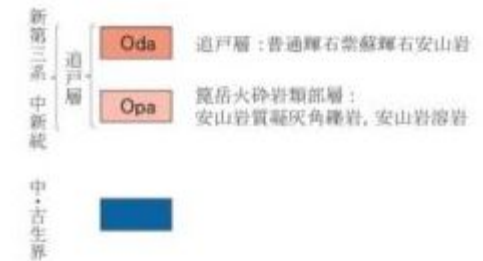 新第三系 中新統
追戸層
Oda
追戸層:普通輝石紫蘇輝石安山岩
Opa
箟岳火砕岩類部層:
安山岩質凝灰角礫岩, 安山岩溶岩
中・古生界